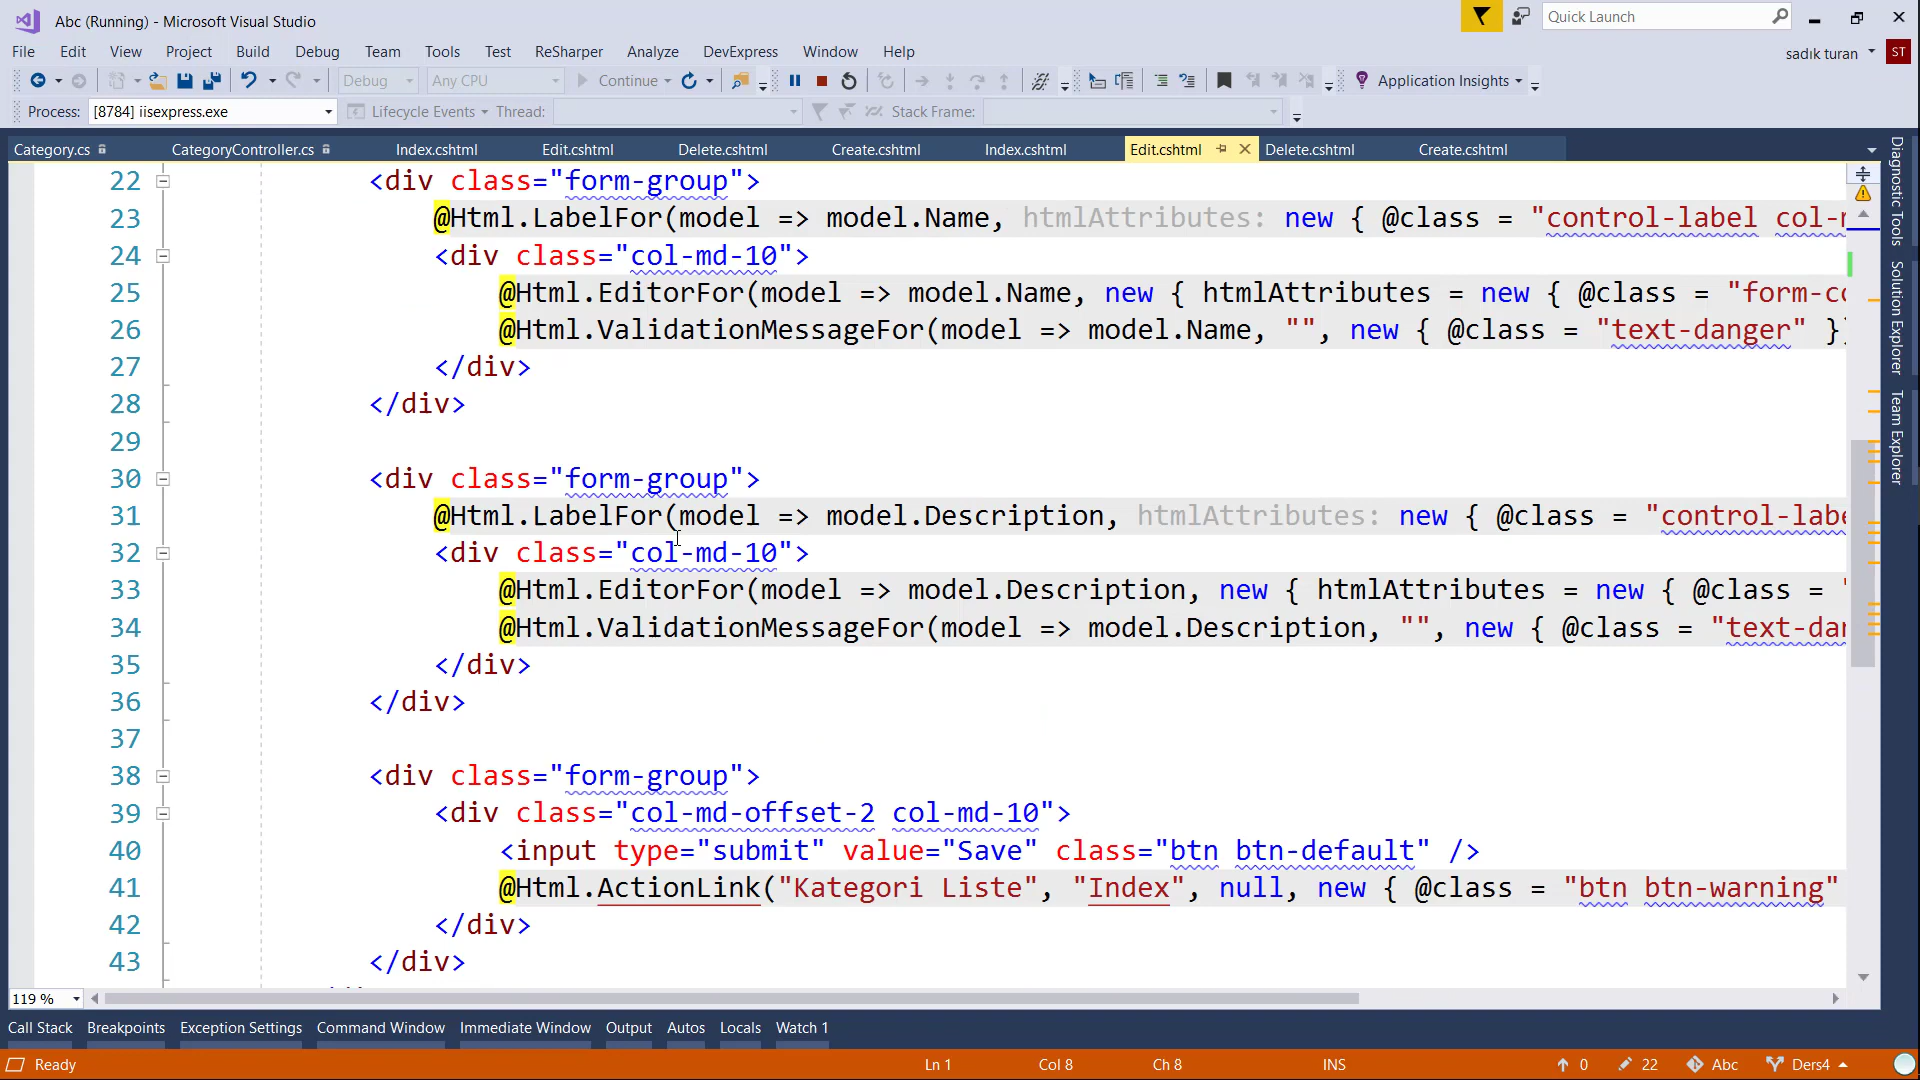 Abc (Running) - Microsoft Visual Studio
Quick Launch
File Edit View Project Build Debug Team Tools Test ReSharper Analyze DevExpress Window Help
sadık turan ST
Debug Any CPU Continue Application Insights
Process: [8784] iisexpress.exe Lifecycle Events Thread: Stack Frame:
Category.cs CategoryController.cs Index.cshtml Edit.cshtml Delete.cshtml Create.cshtml Index.cshtml Edit.cshtml Delete.cshtml Create.cshtml
22 <div class="form-group">
23 @Html.LabelFor(model => model.Name, htmlAttributes: new { @class = "control-label col-
24 <div class="col-md-10">
25 @Html.EditorFor(model => model.Name, new { htmlAttributes = new { @class = "form-co
26 @Html.ValidationMessageFor(model => model.Name, "", new { @class = "text-danger" })
27 </div>
28 </div>
29
30 <div class="form-group">
31 @Html.LabelFor(model => model.Description, htmlAttributes: new { @class = "control-labe
32 <div class="col-md-10">
33 @Html.EditorFor(model => model.Description, new { htmlAttributes = new { @class = "
34 @Html.ValidationMessageFor(model => model.Description, "", new { @class = "text-dan
35 </div>
36 </div>
37
38 <div class="form-group">
39 <div class="col-md-offset-2 col-md-10">
40 <input type="submit" value="Save" class="btn btn-default" />
41 @Html.ActionLink("Kategori Liste", "Index", null, new { @class = "btn btn-warning"
42 </div>
43 </div>
Diagnostic Tools
Solution Explorer
Team Explorer
119 %
Call Stack Breakpoints Exception Settings Command Window Immediate Window Output Autos Locals Watch 1
Ready Ln 1 Col 8 Ch 8 INS 0 22 Abc Ders4